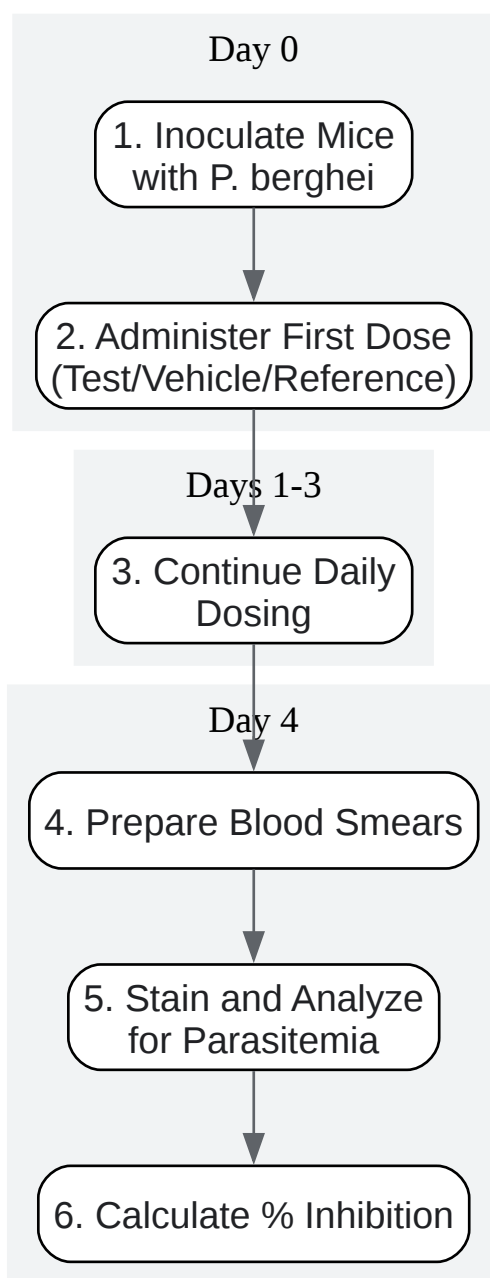 Day 0
1. Inoculate Mice
with P. berghei
2. Administer First Dose
(Test/Vehicle/Reference)
Days 1-3
3. Continue Daily
Dosing
Day 4
4. Prepare Blood Smears
5. Stain and Analyze
for Parasitemia
6. Calculate % Inhibition